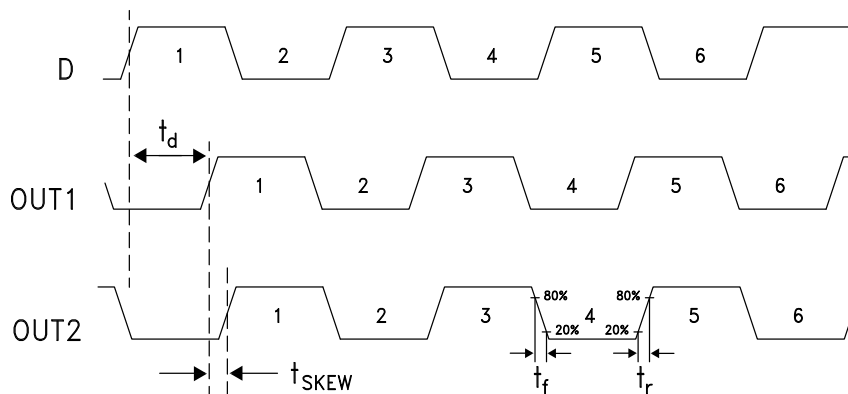 D 1 2 3 4 5 6
t_d
OUT1 1 2 3 4 5 6
OUT2 1 2 3 80% 20% 4 80% 20% 5 6
t_SKEW t_f t_r